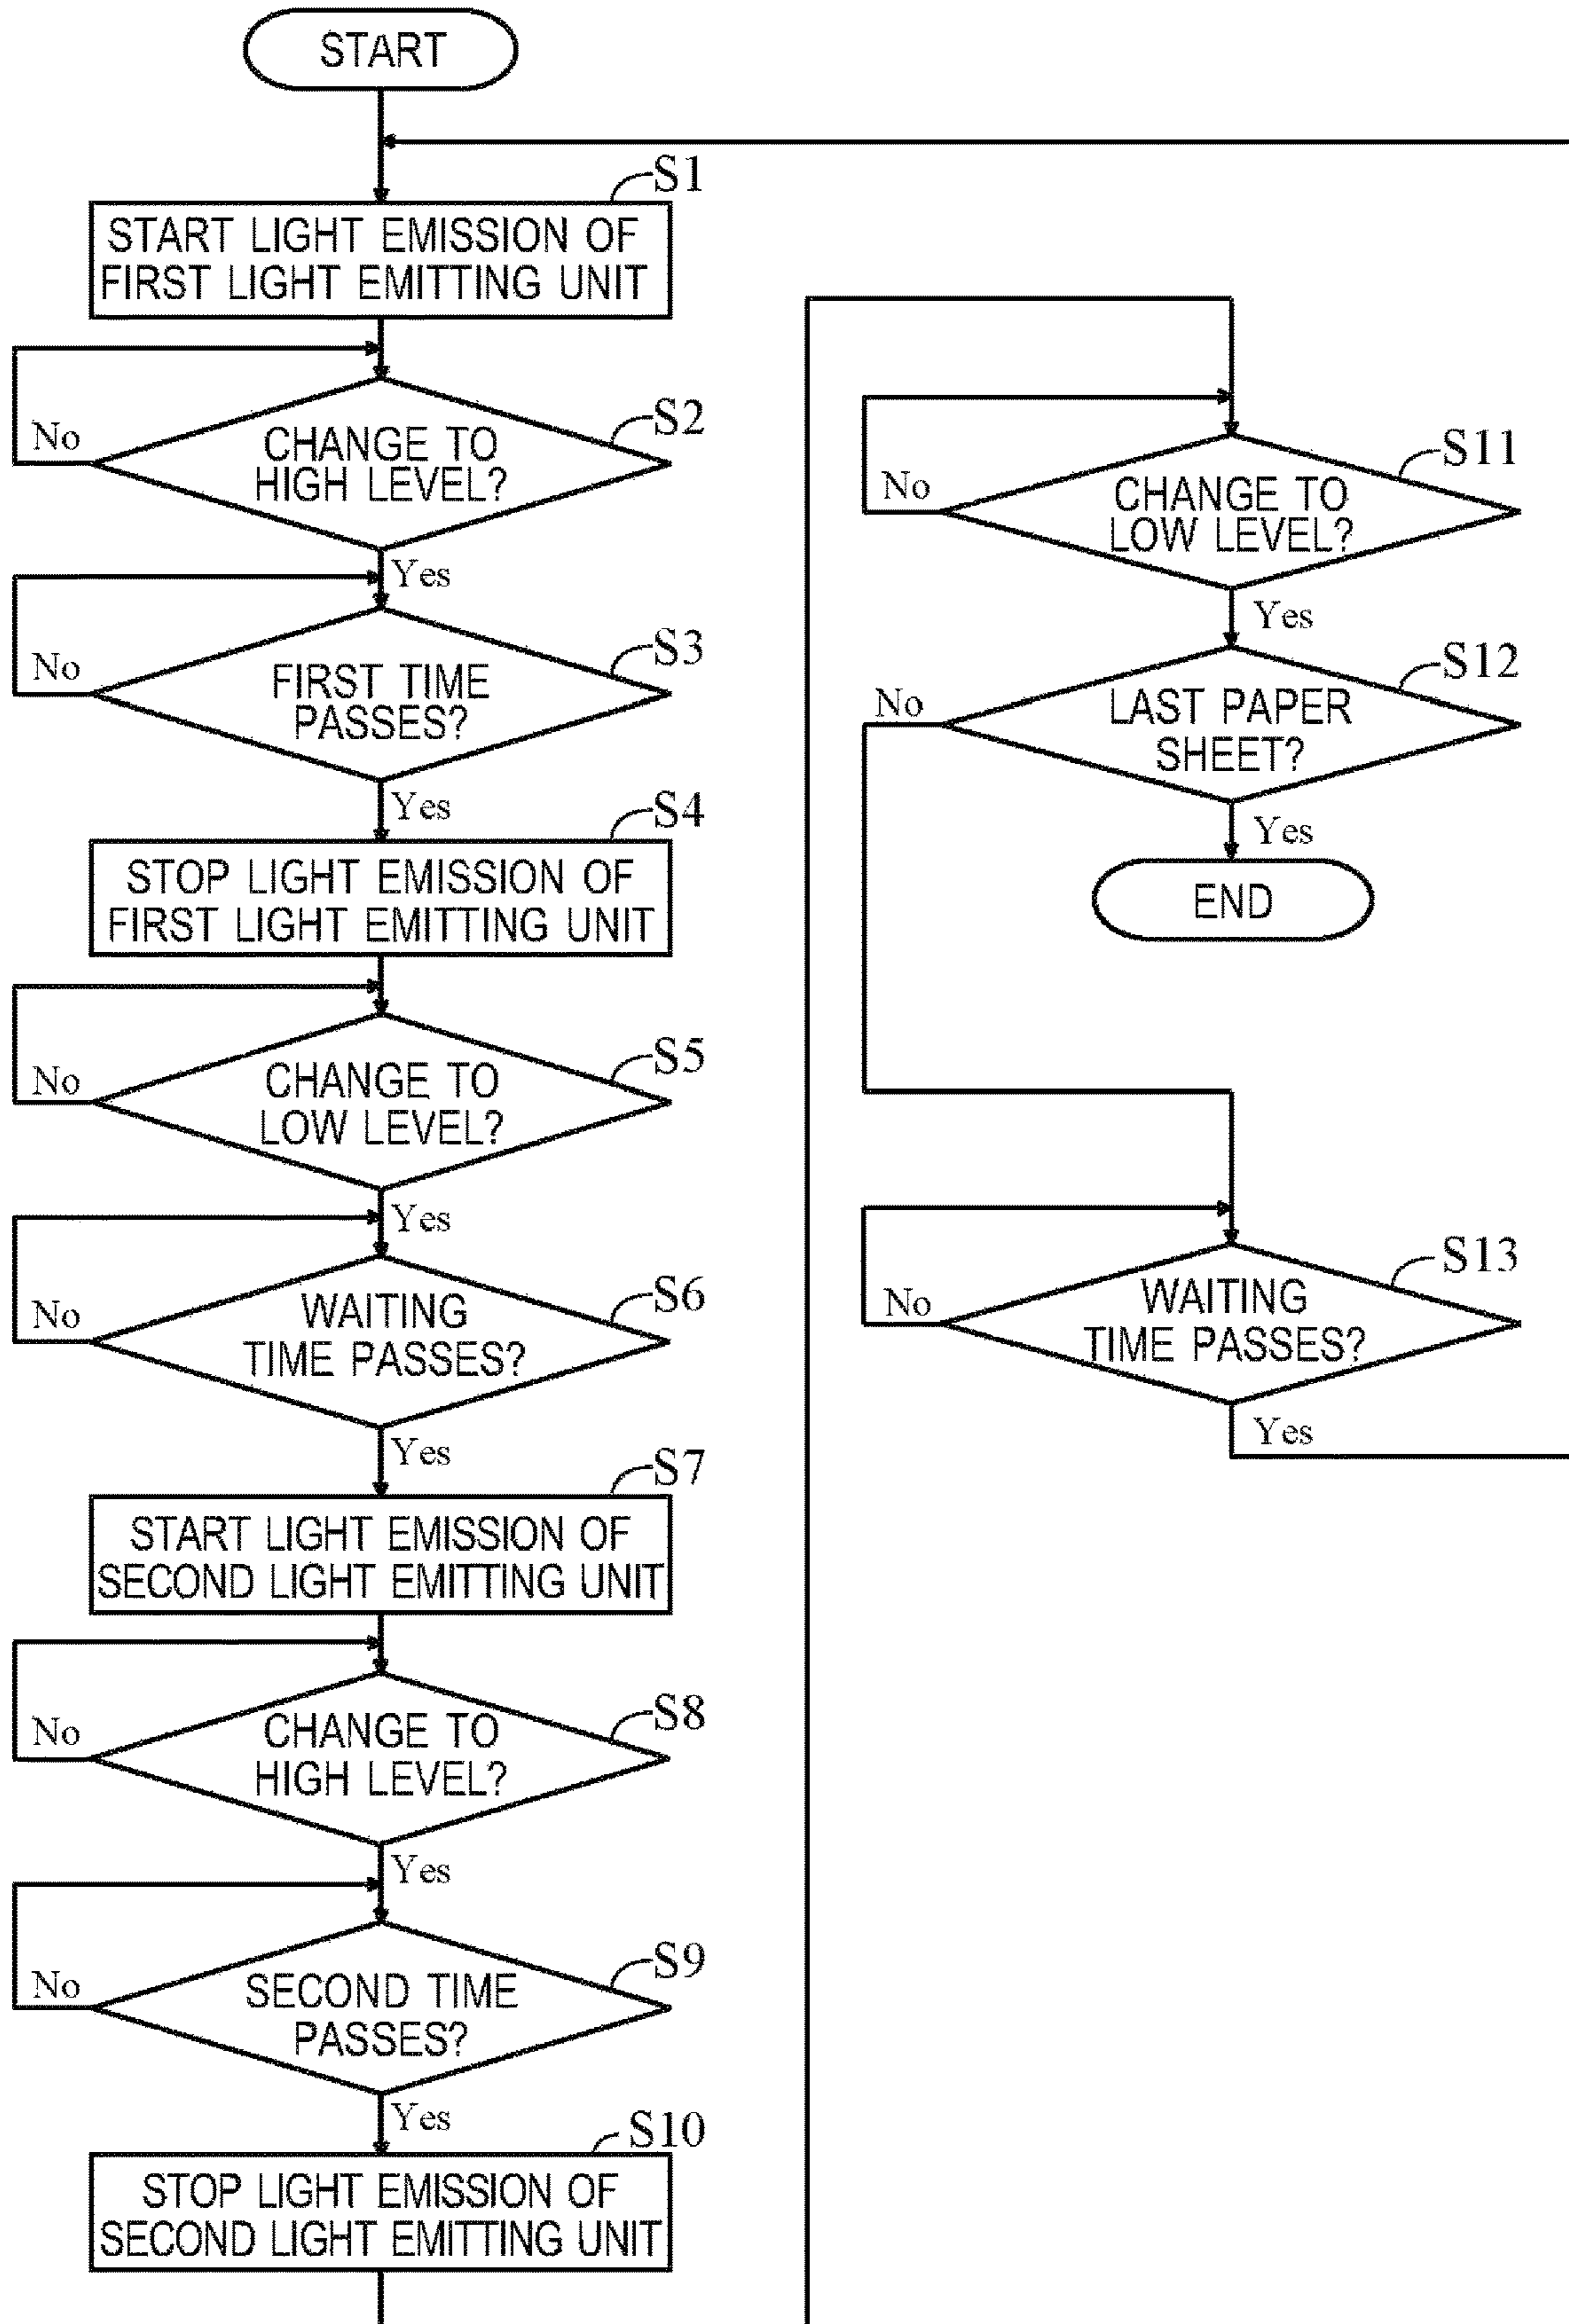 START
S1
START LIGHT EMISSION OF
FIRST LIGHT EMITTING UNIT
S2
CHANGE TO
HIGH LEVEL?
No
Yes
S3
FIRST TIME
PASSES?
No
Yes
S4
STOP LIGHT EMISSION OF
FIRST LIGHT EMITTING UNIT
S5
CHANGE TO
LOW LEVEL?
No
Yes
S6
WAITING
TIME PASSES?
No
Yes
S7
START LIGHT EMISSION OF
SECOND LIGHT EMITTING UNIT
S8
CHANGE TO
HIGH LEVEL?
No
Yes
S9
SECOND TIME
PASSES?
No
Yes
S10
STOP LIGHT EMISSION OF
SECOND LIGHT EMITTING UNIT
S11
CHANGE TO
LOW LEVEL?
No
Yes
S12
LAST PAPER
SHEET?
No
Yes
END
S13
WAITING
TIME PASSES?
No
Yes